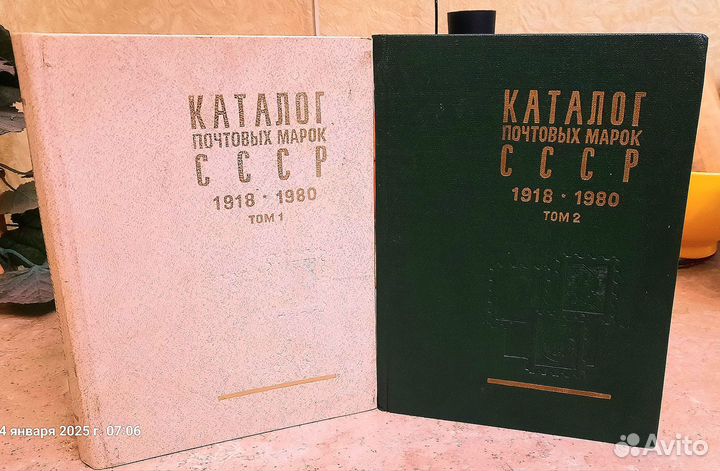 КАТАЛОГ
ПОЧТОВЫХ МАРОК
СССР
1918 · 1980
ТОМ 1
КАТАЛОГ
ПОЧТОВЫХ МАРОК
СССР
1918 · 1980
ТОМ 2
4 января 2025 г. 07:06
Avito